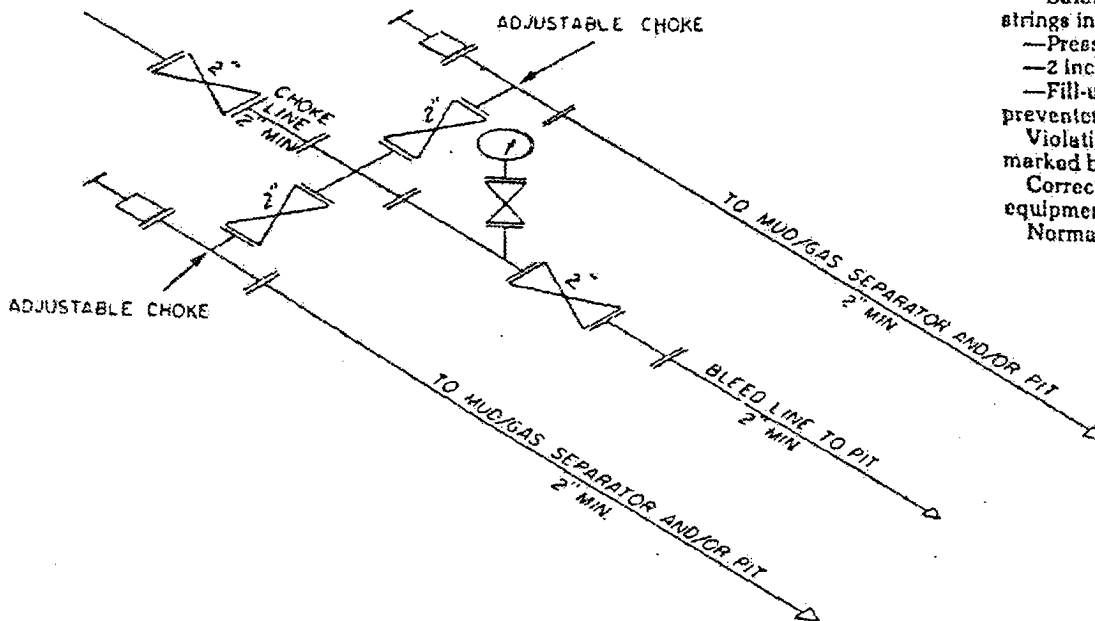 ADJUSTABLE CHOKE
2"
CHOKE
LINE
2" MIN.
2"
2"
ADJUSTABLE CHOKE
2"
TO MUD/GAS SEPARATOR AND/OR PIT
2" MIN.
BLEED LINE TO PIT
2" MIN.
TO MUD/GAS SEPARATOR AND/OR PIT
2" MIN.
strings in
—Press
—2 inc
—Fill-u
preventer
Violati
marked b
Correc
equipmen
Norma